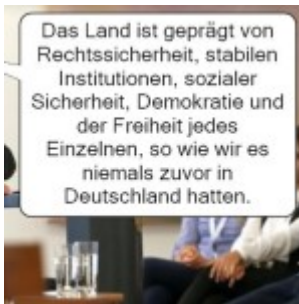 Das Land ist geprägt von
Rechtssicherheit, stabilen
Institutionen, sozialer
Sicherheit, Demokratie und
der Freiheit jedes
Einzelnen, so wie wir es
niemals zuvor in
Deutschland hatten.